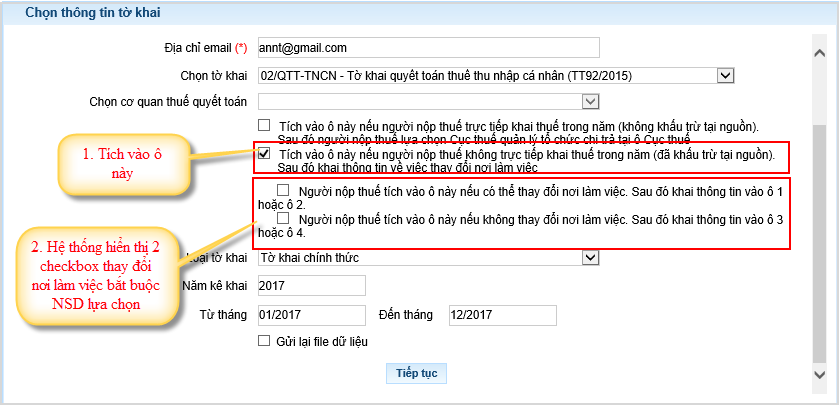 Chọn thông tin tờ khai
Địa chỉ email (*)
annt@gmail.com
Chọn tờ khai
02/QTT-TNCN - Tờ khai quyết toán thuế thu nhập cá nhân (TT92/2015)
Chọn cơ quan thuế quyết toán
Tích vào ô này nếu người nộp thuế trực tiếp khai thuế trong năm (không khấu trừ tại nguồn).
Sau đó người nộp thuế lựa chọn Cục thuế quản lý tổ chức chi trả tại ô Cục thuế
1. Tích vào ô
này
Tích vào ô này nếu người nộp thuế không trực tiếp khai thuế trong năm (đã khấu trừ tại nguồn).
Sau đó khai thông tin về việc thay đổi nơi làm việc
Người nộp thuế tích vào ô này nếu có thể thay đổi nơi làm việc. Sau đó khai thông tin vào ô 1
hoặc ô 2.
Người nộp thuế tích vào ô này nếu không thay đổi nơi làm việc. Sau đó khai thông tin vào ô 3
hoặc ô 4.
2. Hệ thống hiển thị 2
checkbox thay đổi
nơi làm việc bắt buộc
NSD lựa chọn
tờ khai
Tờ khai chính thức
Năm kê khai
2017
Từ tháng
01/2017
Đến tháng
12/2017
Gửi lại file dữ liệu
Tiếp tục